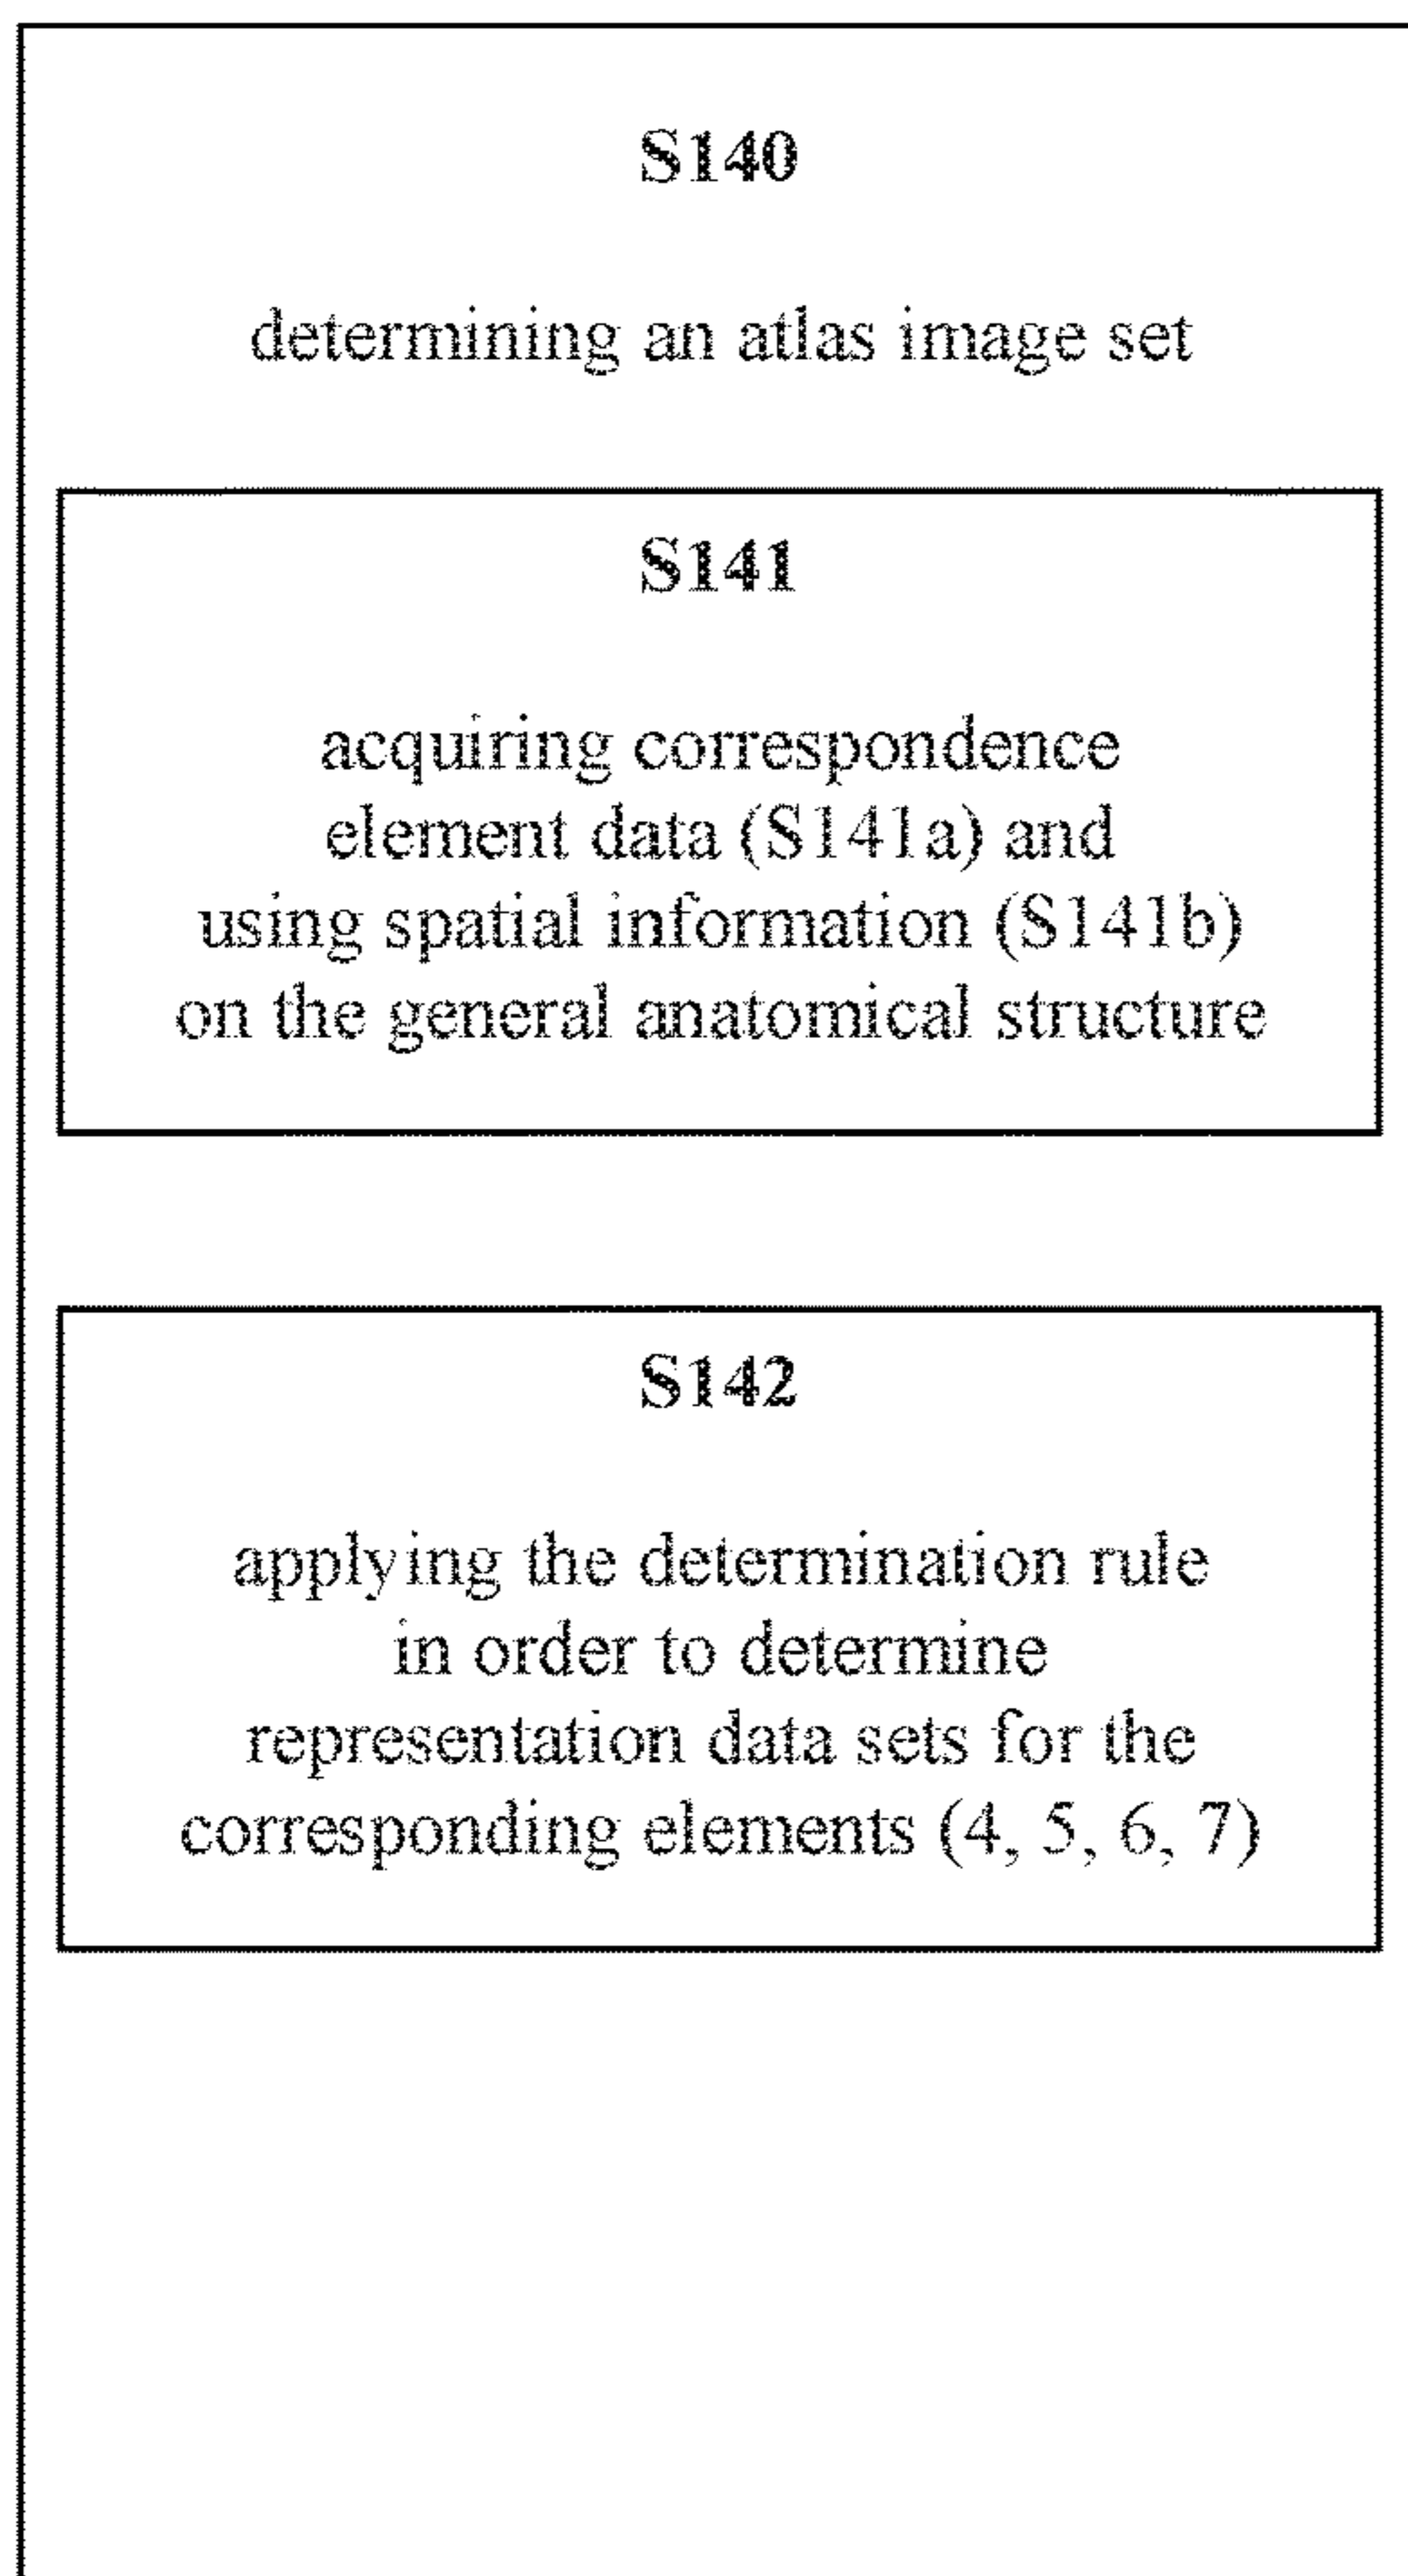 S140
determining an atlas image set
S141
acquiring correspondence
element data (S141a) and
using spatial information (S141b)
on the general anatomical structure
S142
applying the determination rule
in order to determine
representation data sets for the
corresponding elements (4, 5, 6, 7)